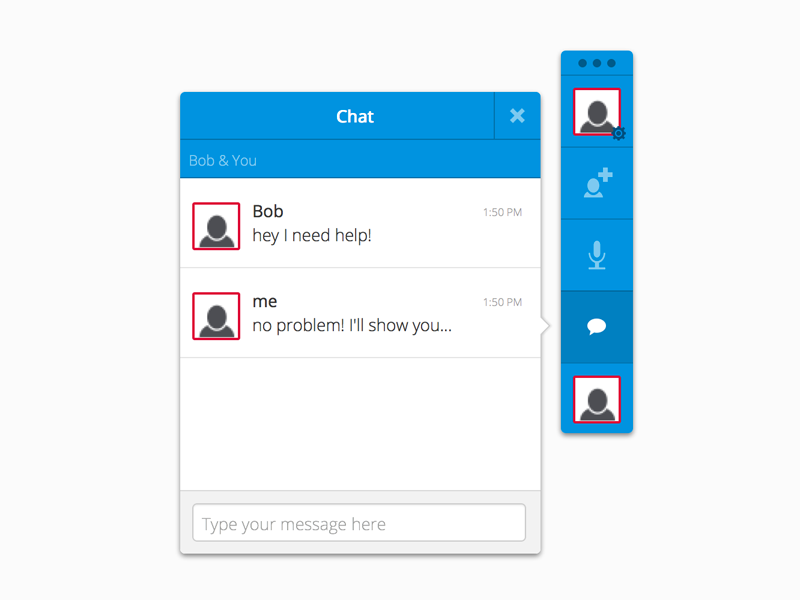 Chat
Bob & You
Bob 1:50 PM
hey I need help!
me 1:50 PM
no problem! I'll show you...
Type your message here